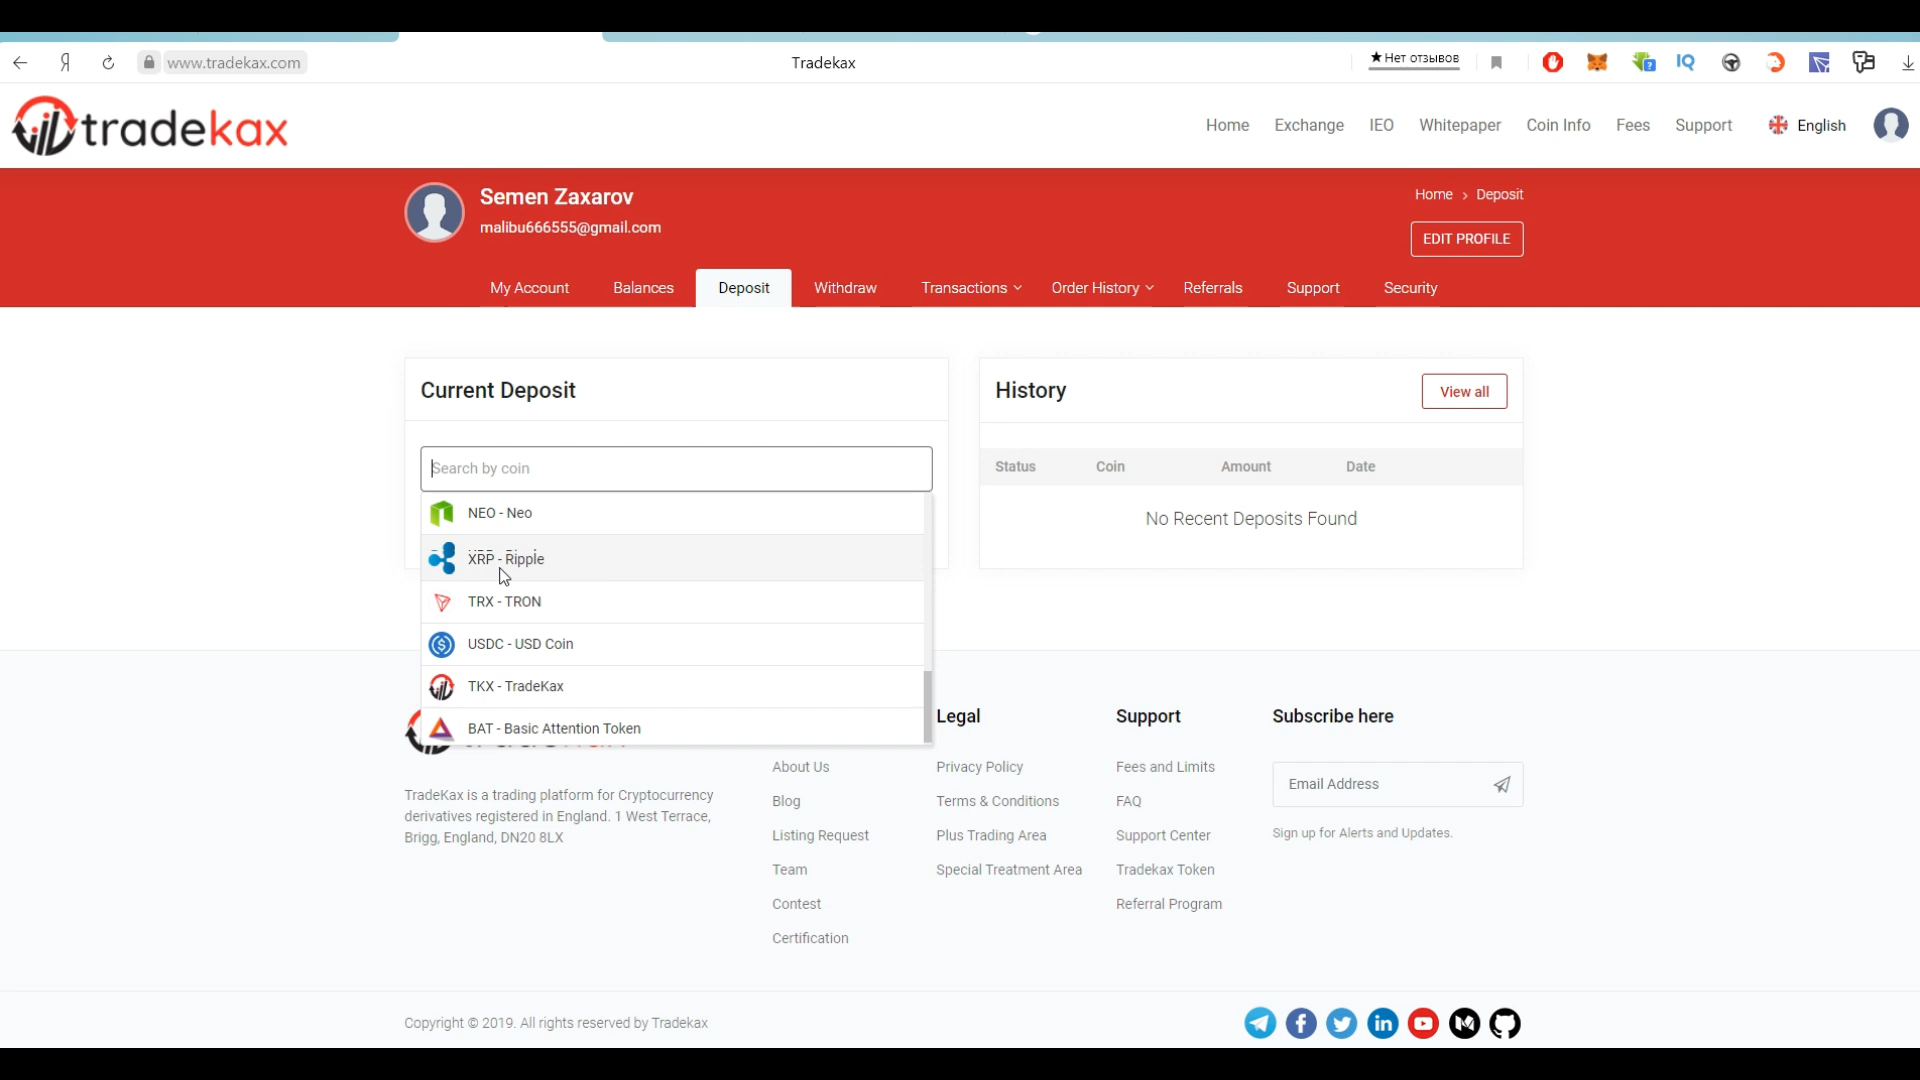 Я www.tradekax.com Tradekax ★Нет отзывов IQ
tradekax Home Exchange IEO Whitepaper Coin Info Fees Support English
Semen Zaxarov
malibu666555@gmail.com
Home > Deposit
EDIT PROFILE
My Account Balances Deposit Withdraw Transactions Order History Referrals Support Security
Current Deposit
Search by coin
NEO - Neo
XRP - Ripple
TRX - TRON
USDC - USD Coin
TKX - TradeKax
BAT - Basic Attention Token
History View all
Status Coin Amount Date
No Recent Deposits Found
TradeKax is a trading platform for Cryptocurrency
derivatives registered in England. 1 West Terrace,
Brigg, England, DN20 8LX
About Us
Blog
Listing Request
Team
Contest
Certification
Legal
Privacy Policy
Terms & Conditions
Plus Trading Area
Special Treatment Area
Support
Fees and Limits
FAQ
Support Center
Tradekax Token
Referral Program
Subscribe here
Email Address
Sign up for Alerts and Updates.
Copyright © 2019. All rights reserved by Tradekax